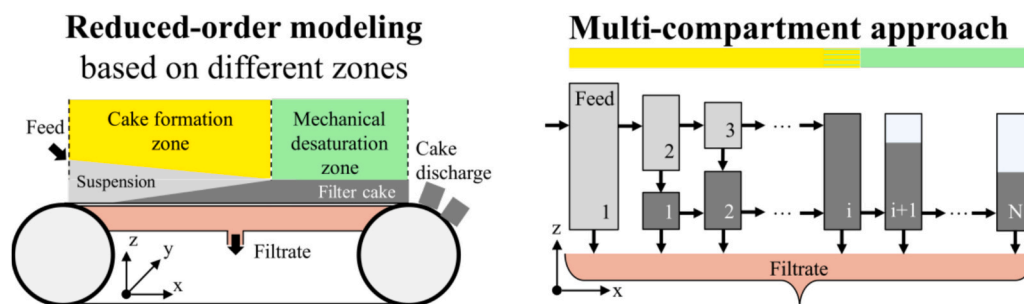 Reduced-order modeling
based on different zones
Feed
Cake formation
zone
Mechanical
desaturation
zone
Cake
discharge
Suspension
Filter cake
Filtrate
z
y
x
Multi-compartment approach
Feed
1
2
3
...
1
2
...
i
i+1
...
N
Filtrate
z
x